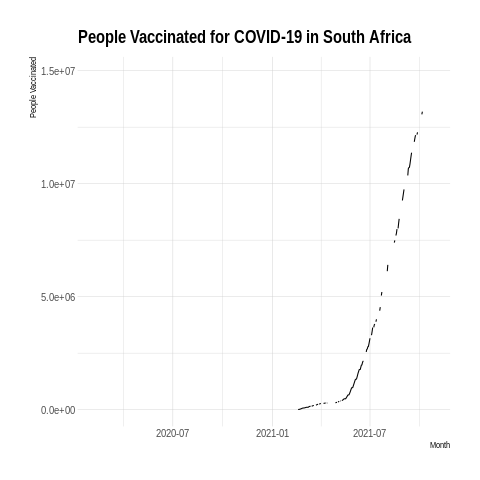 People Vaccinated for COVID-19 in South Africa
People Vaccinated
1.5e+07
1.0e+07
5.0e+06
0.0e+00
2020-07
2021-01
2021-07
Month